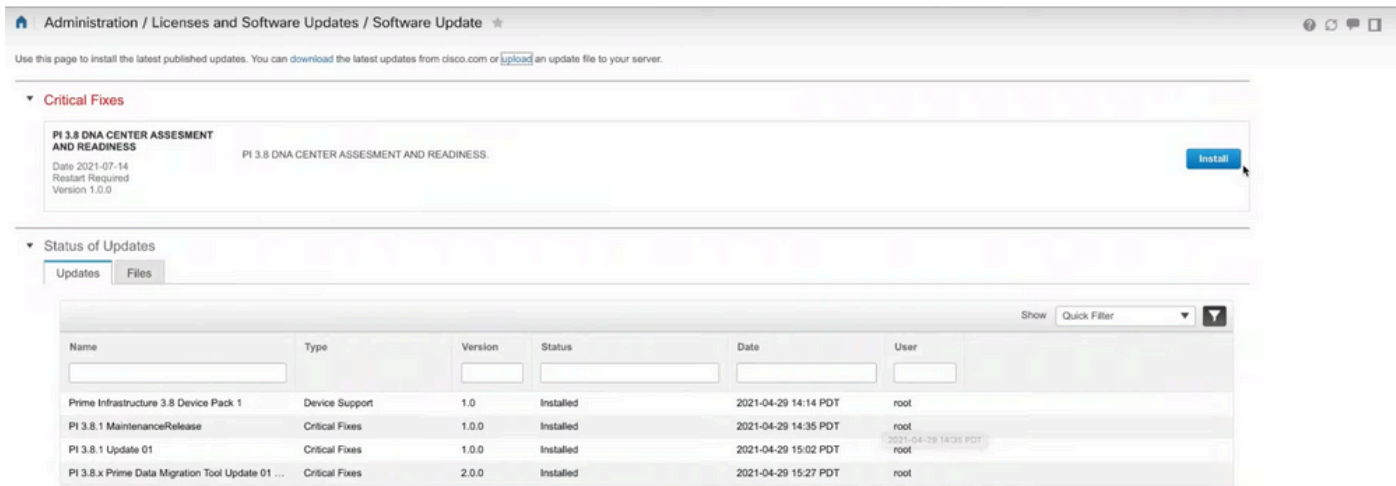 Administration / Licenses and Software Updates / Software Update
Use this page to install the latest published updates. You can download the latest updates from cisco.com or upload an update file to your server.
Critical Fixes
PI 3.8 DNA CENTER ASSESMENT
AND READINESS
PI 3.8 DNA CENTER ASSESMENT AND READINESS.
Date 2021-07-14
Restart Required
Version 1.0.0
Install
Status of Updates
Updates Files
Show Quick Filter
Name Type Version Status Date User
Prime Infrastructure 3.8 Device Pack 1 Device Support 1.0 Installed 2021-04-29 14:14 PDT root
PI 3.8.1 MaintenanceRelease Critical Fixes 1.0.0 Installed 2021-04-29 14:35 PDT root
2021-04-29 14:35 PDT
PI 3.8.1 Update 01 Critical Fixes 1.0.0 Installed 2021-04-29 15:02 PDT root
PI 3.8.x Prime Data Migration Tool Update 01 ... Critical Fixes 2.0.0 Installed 2021-04-29 15:27 PDT root